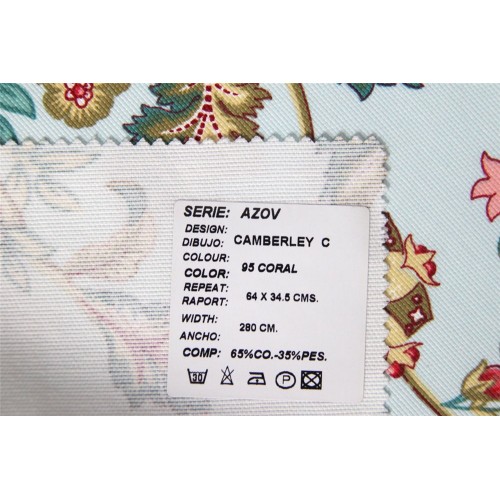 SERIE: AZOV
DESIGN:
DIBUJO: CAMBERLEY C
COLOUR:
COLOR: 95 CORAL
REPEAT:
RAPORT: 64 X 34.5 CMS.
WIDTH:
280 CM.
ANCHO:
COMP: 65%CO.-35%PES.
30 P